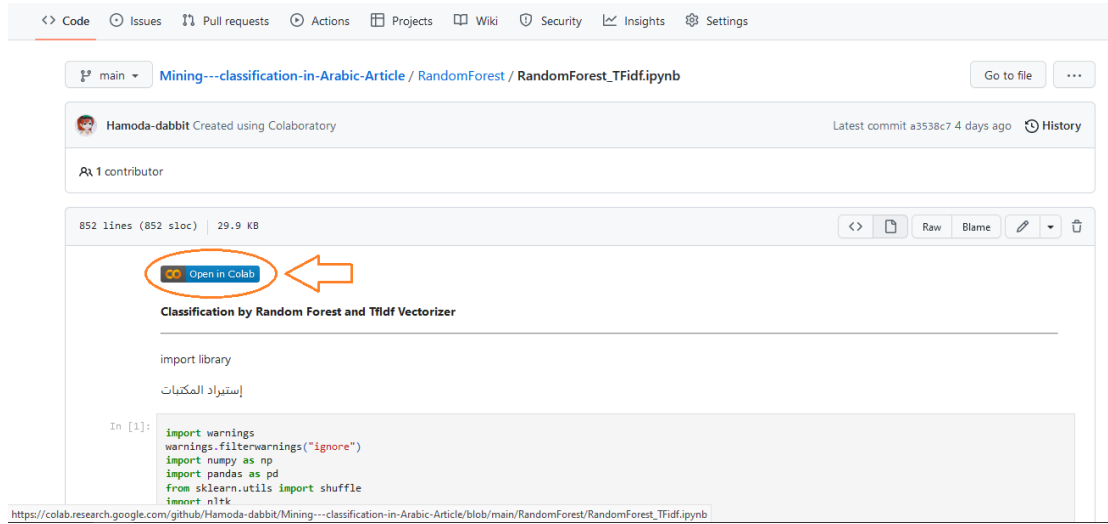 Code Issues Pull requests Actions Projects Wiki Security Insights Settings
main Mining---classification-in-Arabic-Article / RandomForest / RandomForest_TFidf.ipynb Go to file ...
Hamoda-dabbit Created using Colaboratory Latest commit a3538c7 4 days ago History
1 contributor
852 lines (852 sloc) 29.9 KB Raw Blame
Open in Colab
Classification by Random Forest and TfIdf Vectorizer
import library
إستيراد المكتبات
In [1]: import warnings
warnings.filterwarnings("ignore")
import numpy as np
import pandas as pd
from sklearn.utils import shuffle
import nltk
https://colab.research.google.com/github/Hamoda-dabbit/Mining---classification-in-Arabic-Article/blob/main/RandomForest/RandomForest_TFidf.ipynb